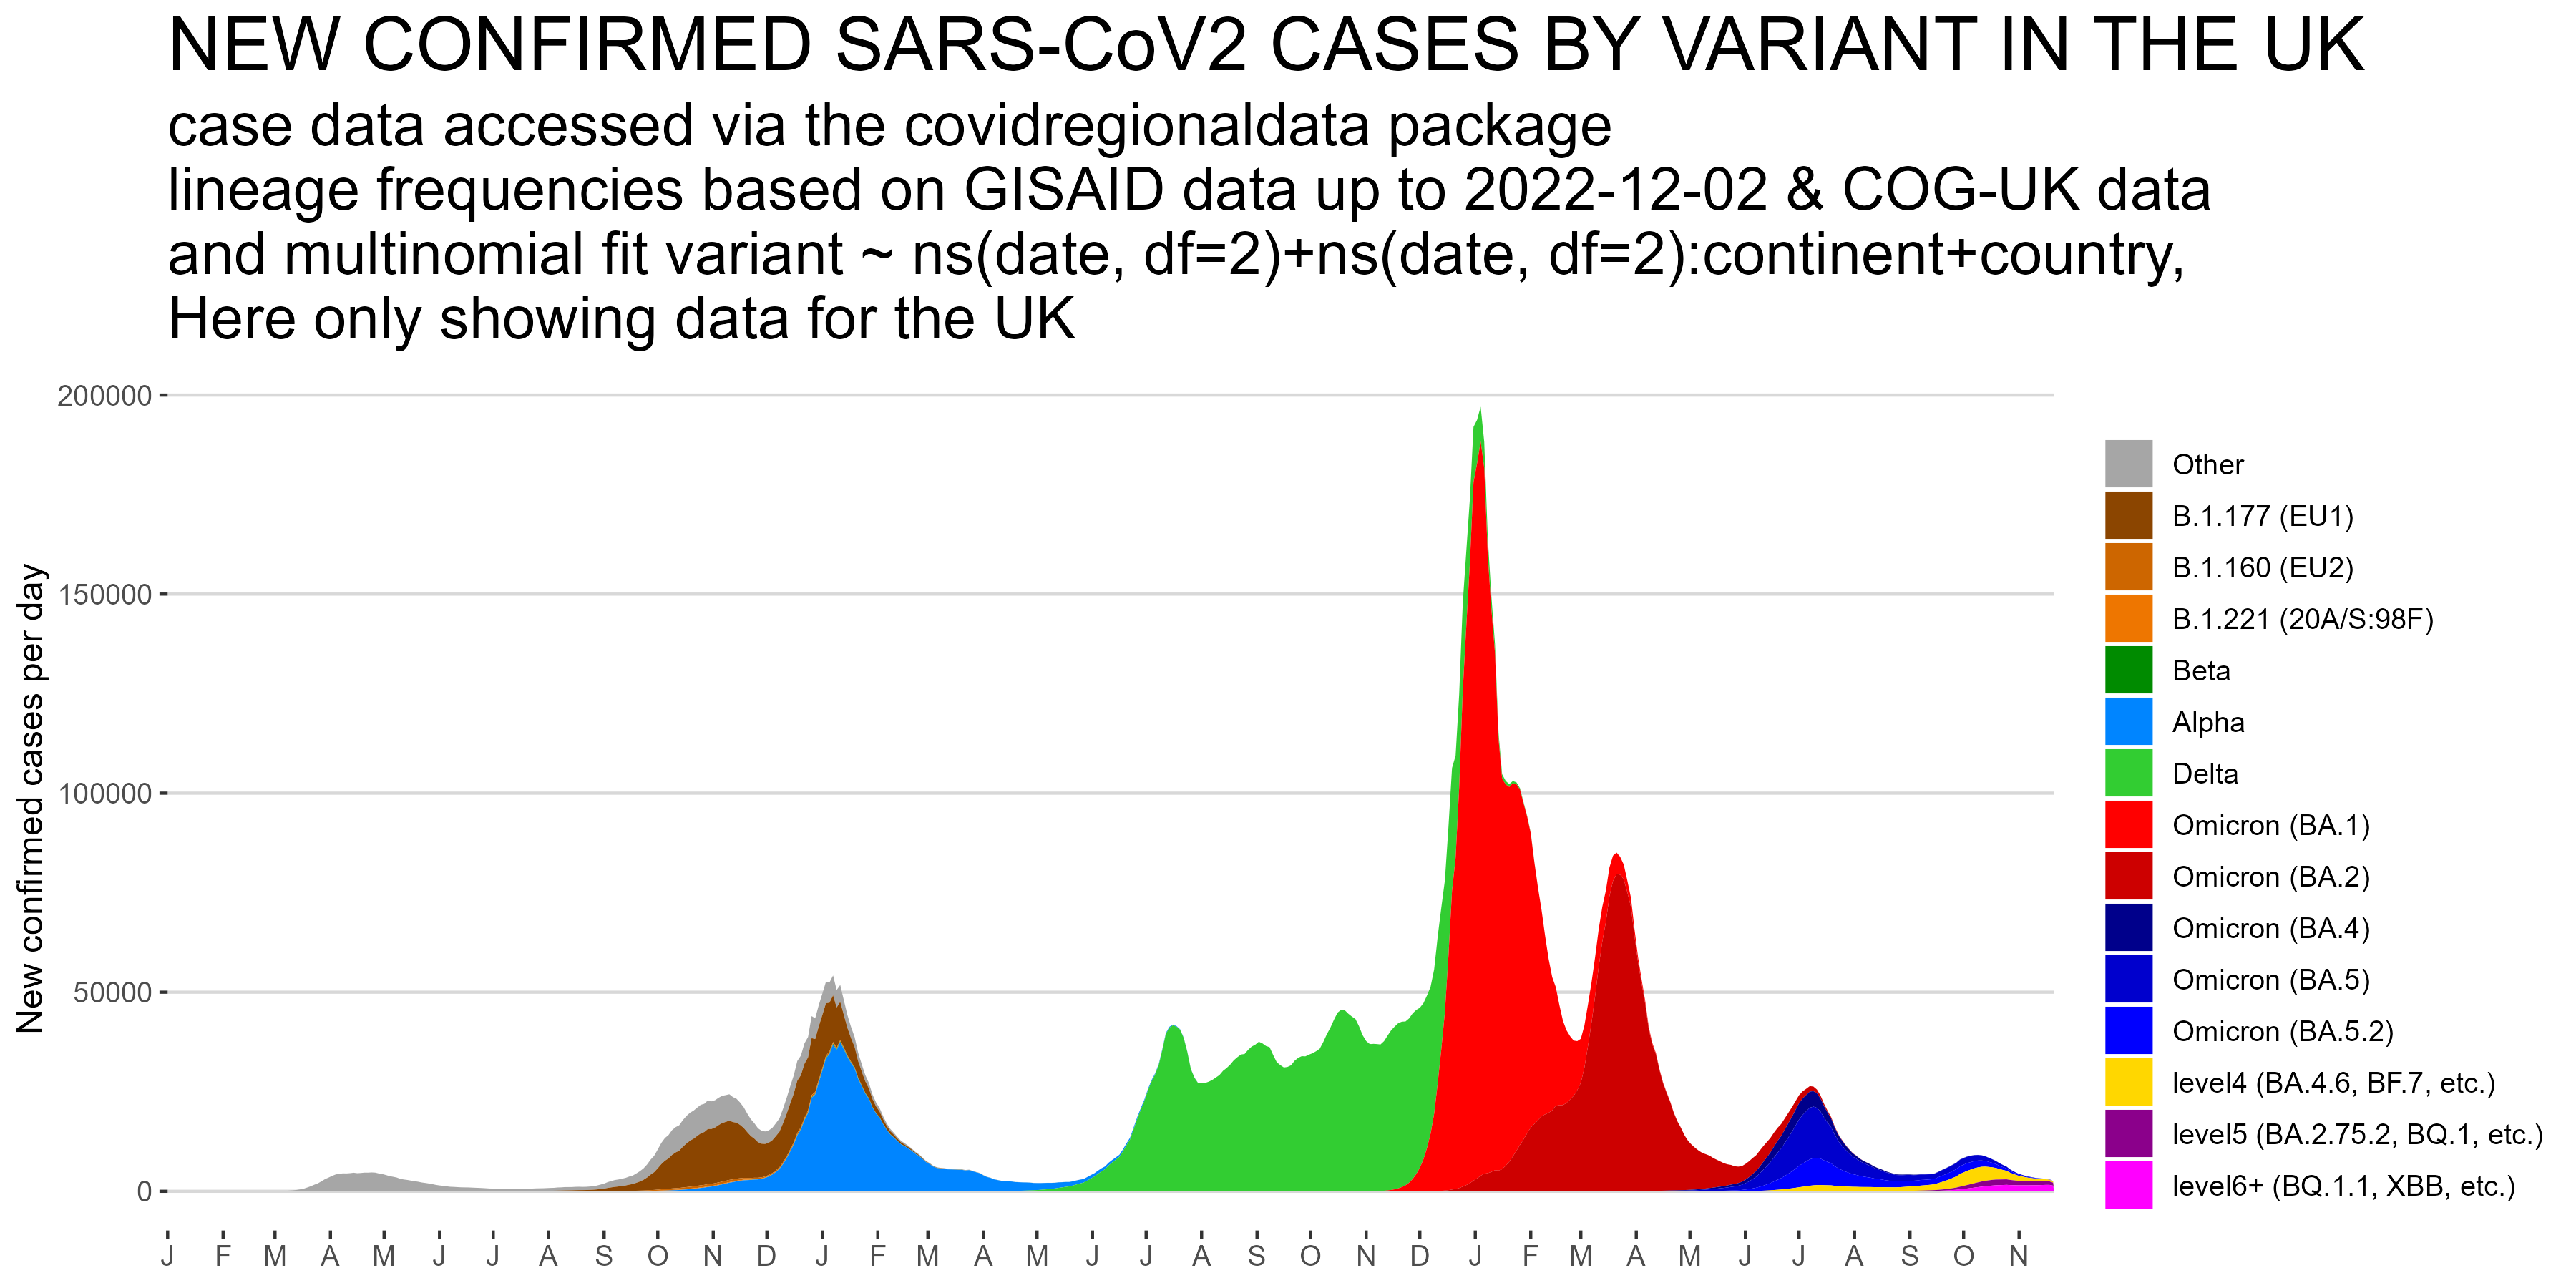 NEW CONFIRMED SARS-CoV2 CASES BY VARIANT IN THE UK
case data accessed via the covidregionaldata package
lineage frequencies based on GISAID data up to 2022-12-02 & COG-UK data
and multinomial fit variant ~ ns(date, df=2)+ns(date, df=2):continent+country,
Here only showing data for the UK
New confirmed cases per day
200000
150000
100000
50000
0
J F M A M J J A S O N D J F M A M J J A S O N D J F M A M J J A S O N
Other
B.1.177 (EU1)
B.1.160 (EU2)
B.1.221 (20A/S:98F)
Beta
Alpha
Delta
Omicron (BA.1)
Omicron (BA.2)
Omicron (BA.4)
Omicron (BA.5)
Omicron (BA.5.2)
level4 (BA.4.6, BF.7, etc.)
level5 (BA.2.75.2, BQ.1, etc.)
level6+ (BQ.1.1, XBB, etc.)